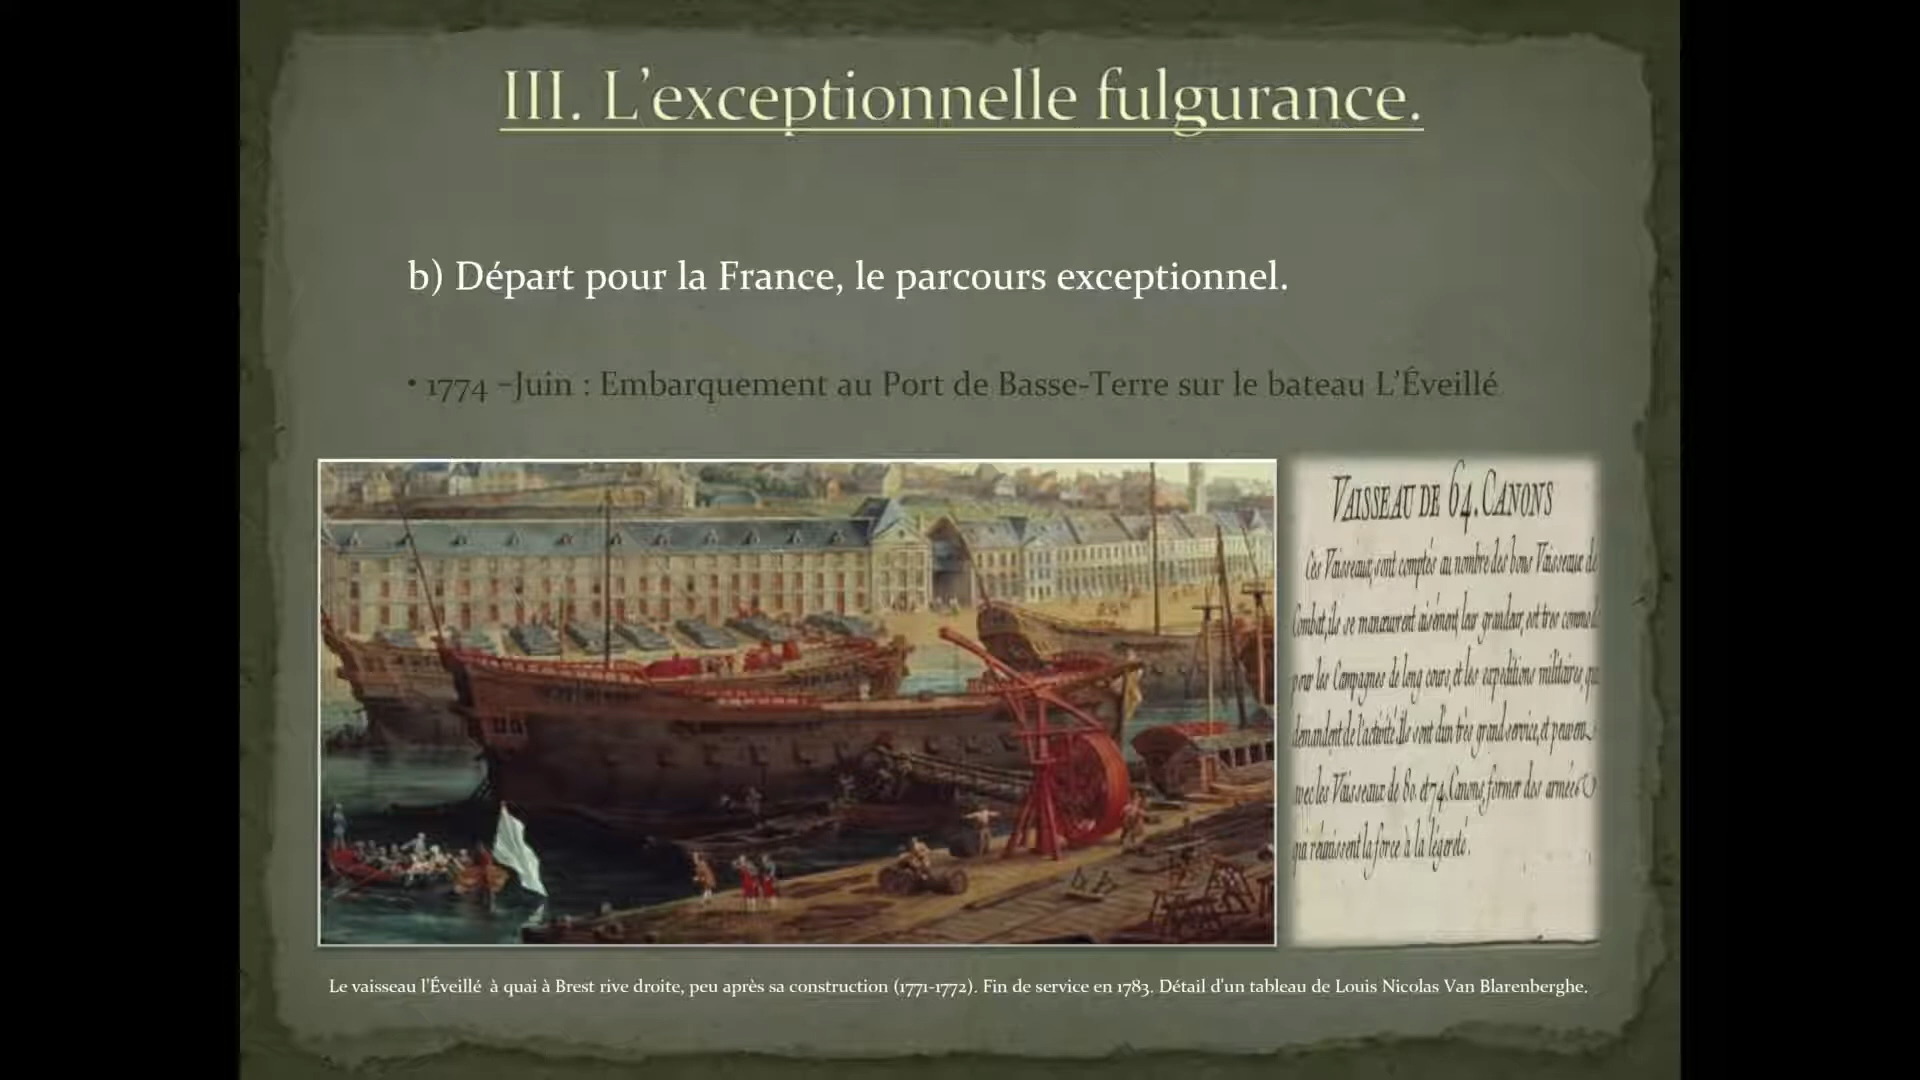 III. L'exceptionnelle fulgurance.
b) Départ pour la France, le parcours exceptionnel.
• 1774 –Juin : Embarquement au Port de Basse-Terre sur le bateau L'Éveillé
VAISSEAU DE 64. CANONS
Ces Vaisseaux, sont comptés au nombre des bons Vaisseaux de
Combat, ils se manœuvrent aisément, leur grandeur, est tres
pour les Campagnes de long cours, et les expeditions militaires,
demandent de l'activité. Ils sont d'un très grand service, et peuvent
avec les Vaisseaux de 80. et 74. Canons, former des armées
qui réunissent la force à la légereté.
Le vaisseau l'Éveillé à quai à Brest rive droite, peu après sa construction (1771-1772). Fin de service en 1783. Détail d'un tableau de Louis Nicolas Van Blarenberghe.